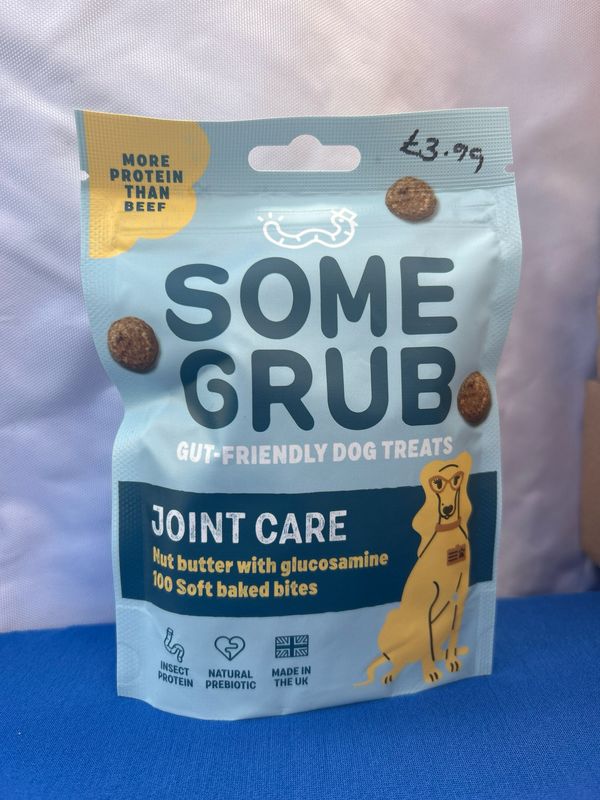 MORE
PROTEIN
THAN
BEEF
£3.99
SOME
GRUB
GUT-FRIENDLY DOG TREATS
JOINT CARE
Nut butter with glucosamine
100 Soft baked bites
INSECT
PROTEIN
NATURAL
PREBIOTIC
MADE IN
THE UK